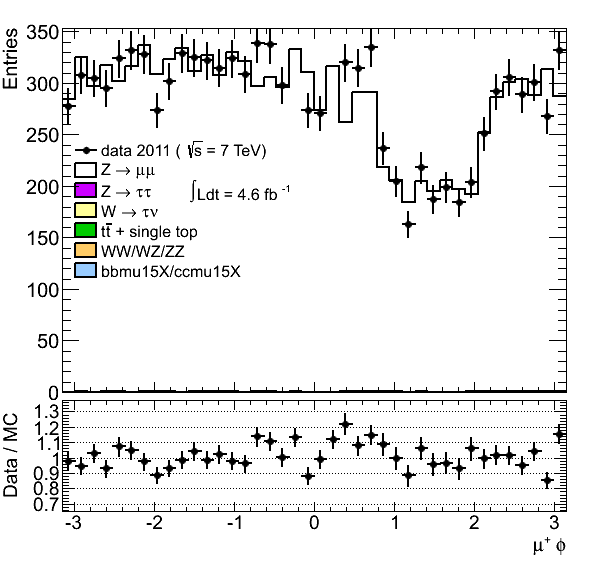 Entries
350
300
250
200
150
100
50
0
data 2011 ( √s = 7 TeV)
Z → μμ
Z → ττ
∫Ldt = 4.6 fb⁻¹
W → τν
tt̄ + single top
WW/WZ/ZZ
bbmu15X/ccmu15X
Data / MC
1.3
1.2
1.1
1
0.9
0.8
0.7
-3 -2 -1 0 1 2 3
μ⁺ ϕ